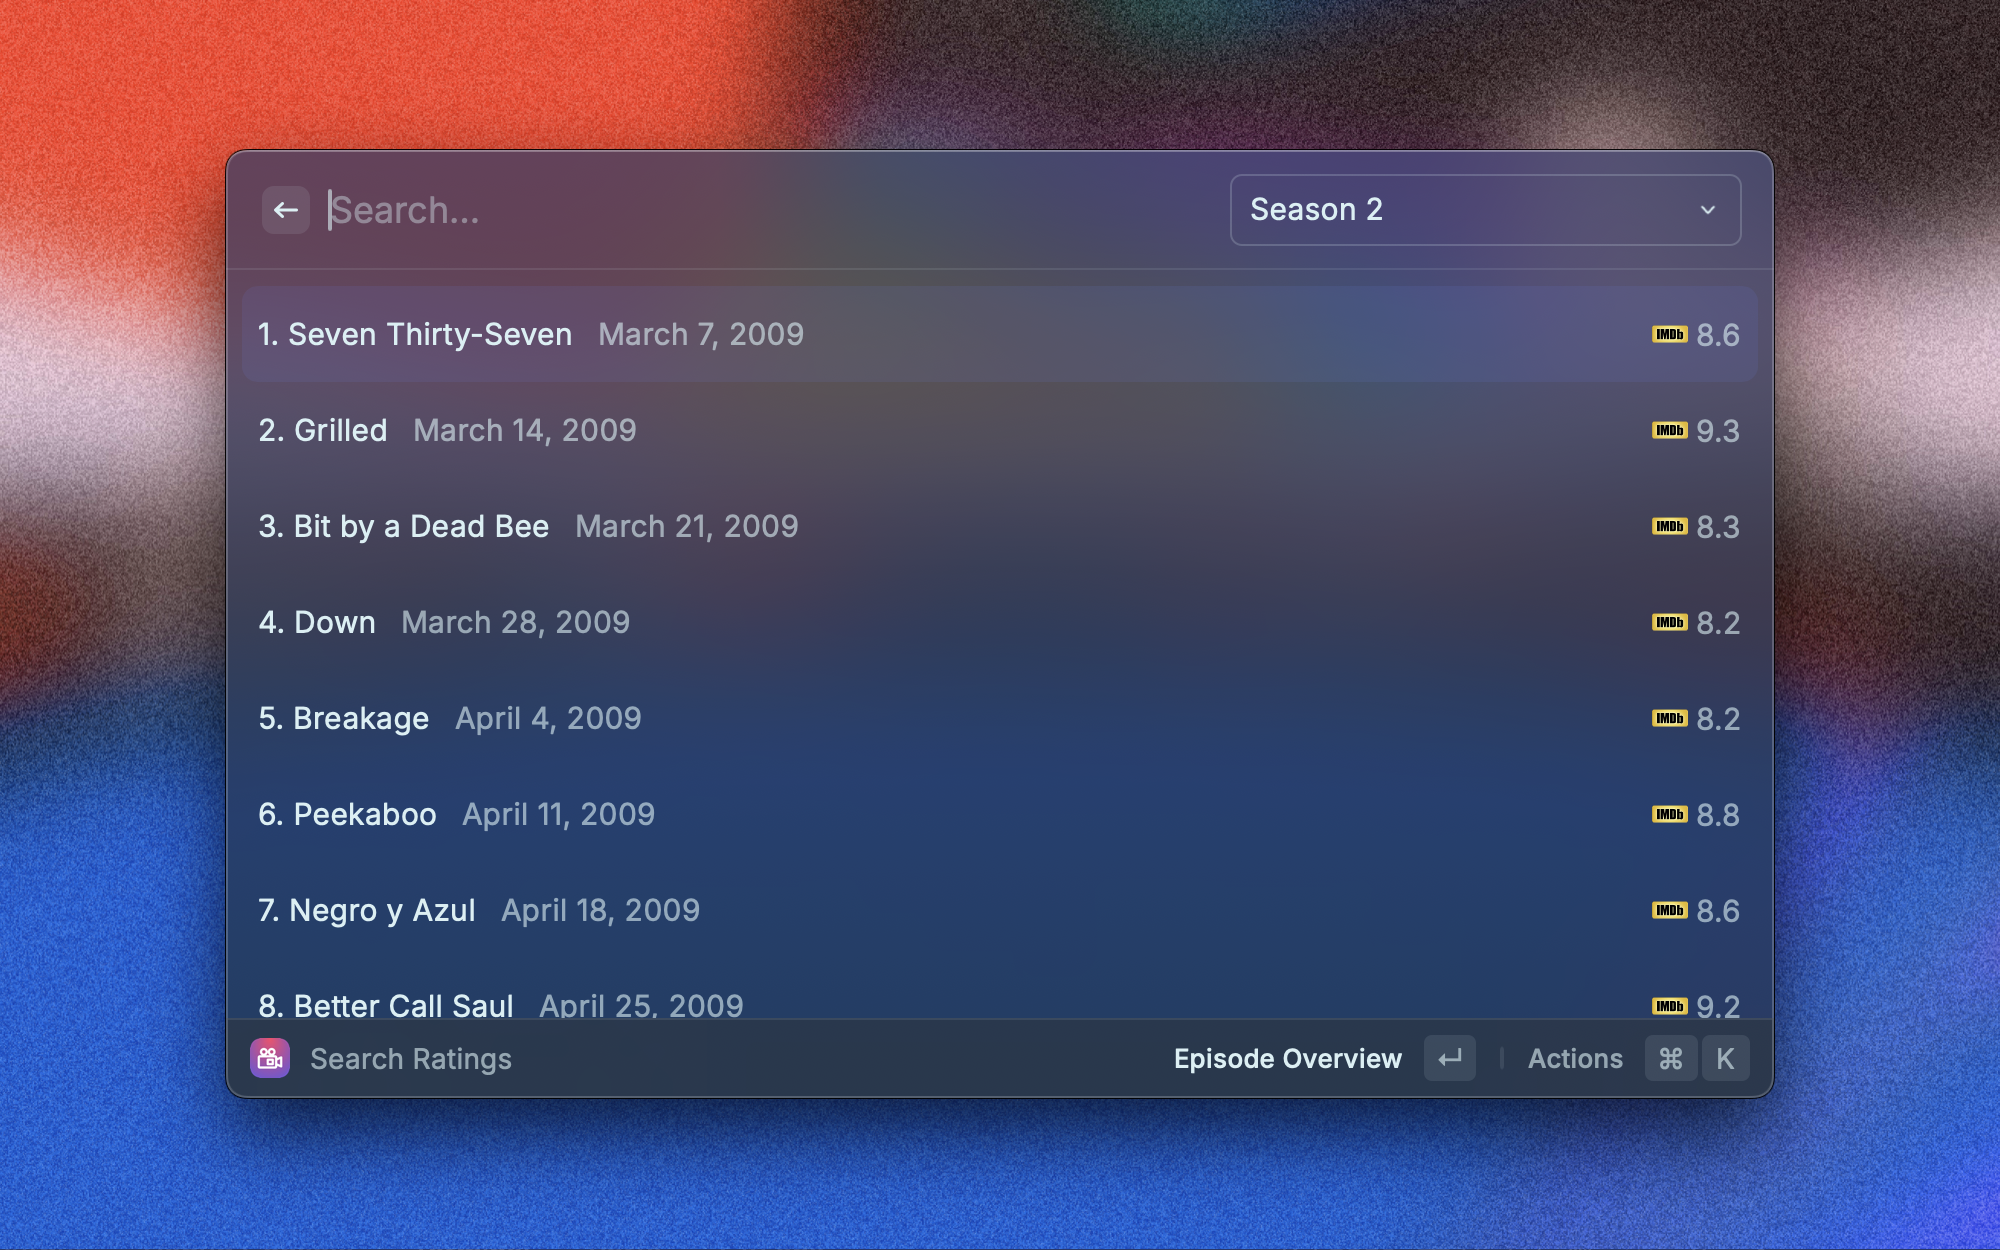 Search...
Season 2
1. Seven Thirty-Seven March 7, 2009 IMDb 8.6
2. Grilled March 14, 2009 IMDb 9.3
3. Bit by a Dead Bee March 21, 2009 IMDb 8.3
4. Down March 28, 2009 IMDb 8.2
5. Breakage April 4, 2009 IMDb 8.2
6. Peekaboo April 11, 2009 IMDb 8.8
7. Negro y Azul April 18, 2009 IMDb 8.6
8. Better Call Saul April 25, 2009 IMDb 9.2
Search Ratings Episode Overview ↵ | Actions ⌘ K